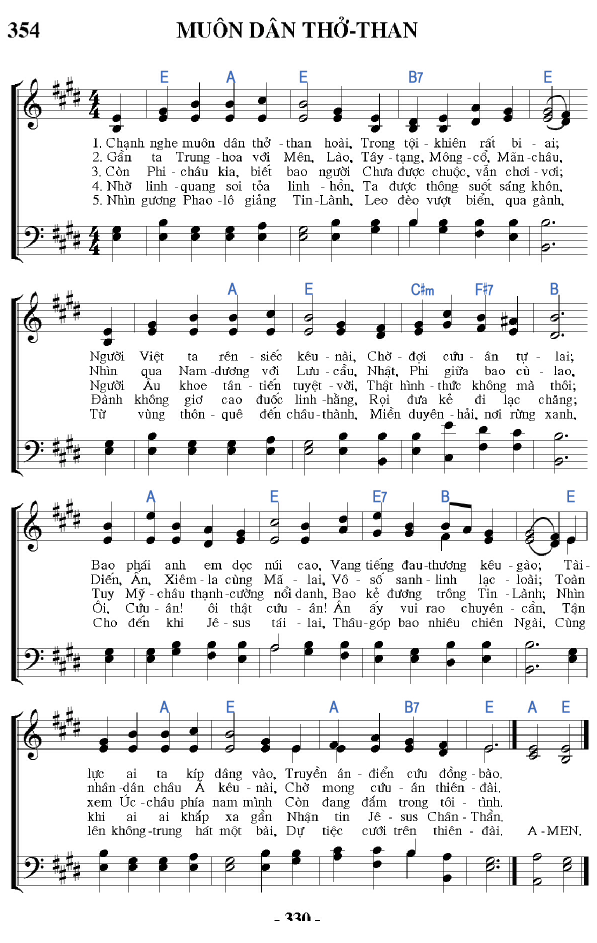 354 MUÔN DÂN THỞ-THAN
E A E B7 E
1. Chạnh nghe muôn dân thở -than hoài, Trong tội-khiên rất bi- ai;
2. Gần ta Trung-hoa với Mên, Lào, Tây-tạng, Mông-cổ, Mãn-châu,
3. Còn Phi-châu kia, biết bao người Chưa được chuộc, vẫn chơi-vơi;
4. Nhờ linh-quang soi tỏa linh-hồn, Ta được thông suốt sáng khôn,
5. Nhìn gương Phao-lô giảng Tin-Lành, Leo đèo vượt biển, qua gành,
A E C#m F#7 B
Người Việt ta rên-siếc kêu-nài, Chờ-đợi cứu-ân tự-lai;
Nhìn qua Nam-dương với Lưu-cầu, Nhật, Phi giữa bao cù-lao,
Người Âu khoe tân-tiến tuyệt-vời, Thật hình-thức không mà thôi;
Đành không giơ cao đuốc linh-hằng, Rọi đưa kẻ đi lạc chăng;
Từ vùng thôn-quê đến châu-thành, Miền duyên-hải, nơi rừng xanh,
A E E7 B E
Bao phái anh em dọc núi cao, Vang tiếng đau-thương kêu-gào; Tài-
Diến, Ấn, Xiêm-la cùng Mã-lai, Vô-số sanh-linh lạc-loài; Toàn
Tuy Mỹ-châu thạnh-cường nổi danh, Bao kẻ đương trông Tin-Lành; Nhìn
Ôi, Cứu-ân! ôi thật cứu-ân! Ân ấy vui rao chuyên-cần, Tận
Cho đến khi Jê-sus tái-lai, Thâu-góp bao nhiêu chiên Ngài, Cùng
A E A B7 E A E
lực ai ta kíp dâng vào, Truyền ân-điển cứu đồng-bào.
nhân-dân châu Á kêu-nài, Chờ mong cứu-ân thiên-đài.
xem Úc-châu phía nam mình Còn đang đắm trong tội-tình.
khi ai ai khắp xa gần Nhận tin Jê-sus Chân-Thần.
lên không-trung hát một bài, Dự tiệc cưới trên thiên-đài. A-MEN.
- 330 -